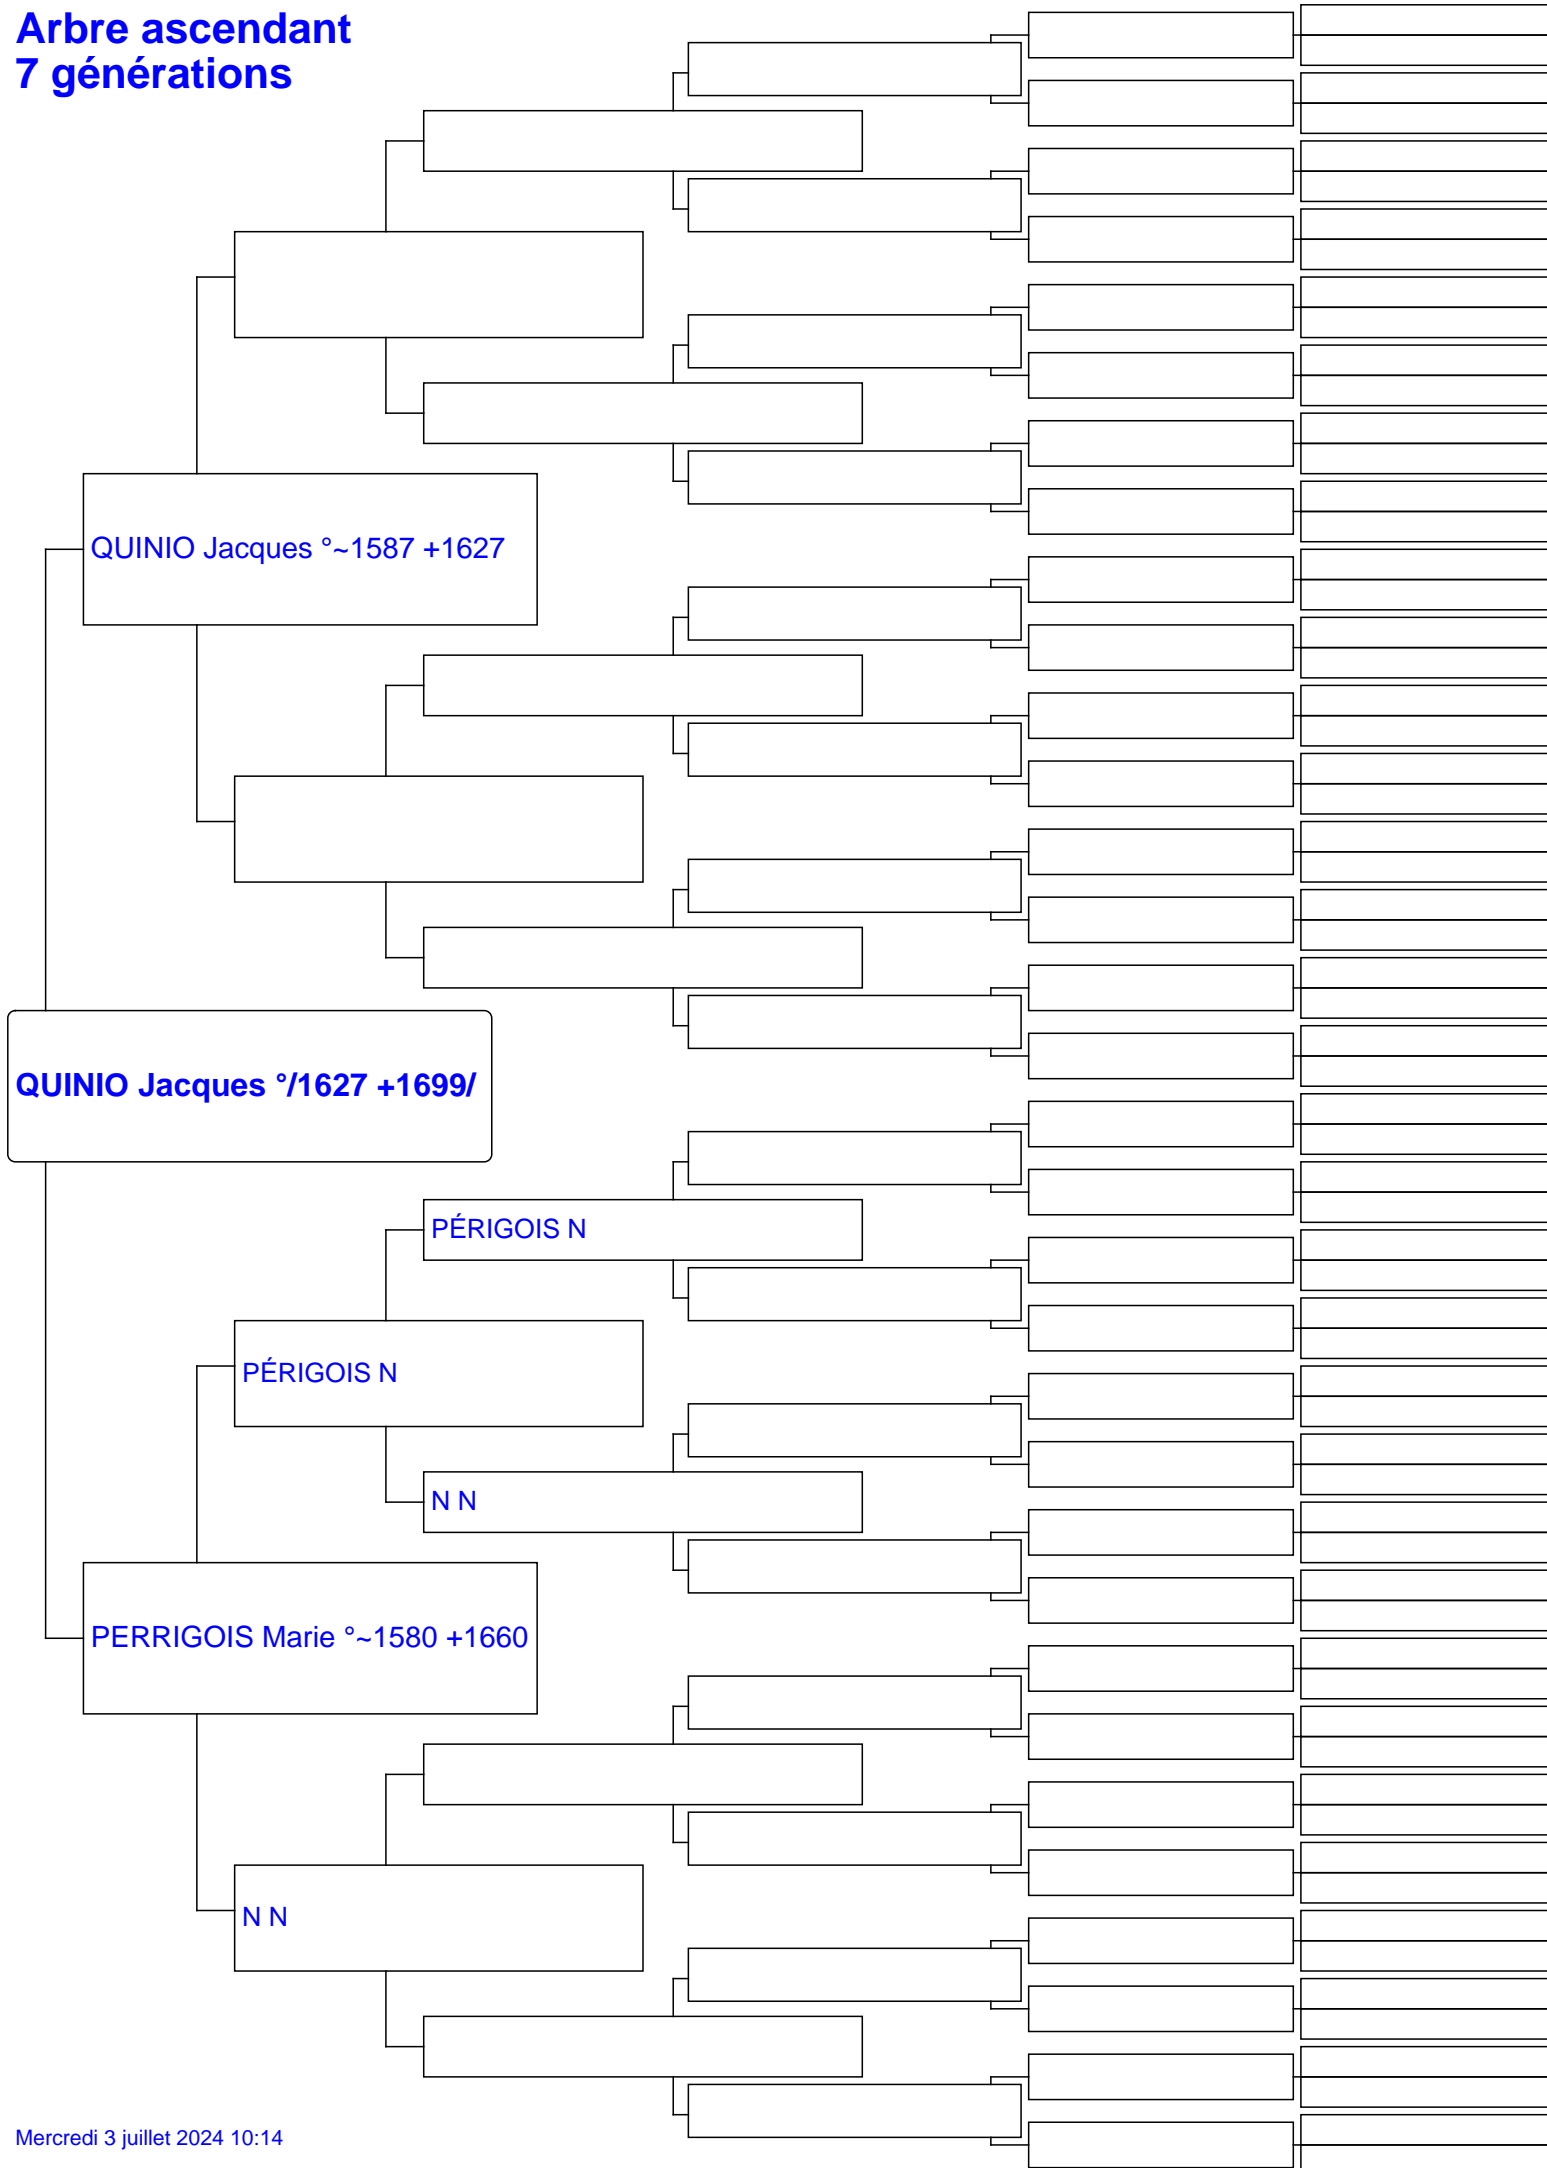 Arbre ascendant
7 générations
QUINIO Jacques °~1587 +1627
QUINIO Jacques °/1627 +1699/
PÉRIGOIS N
PÉRIGOIS N
N N
PERRIGOIS Marie °~1580 +1660
N N
Mercredi 3 juillet 2024 10:14